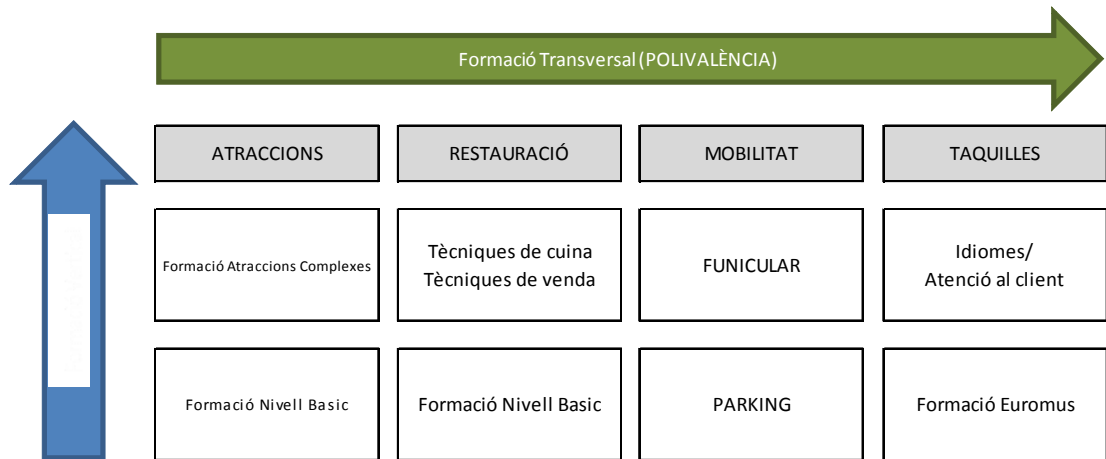 Formació Transversal (POLIVALÈNCIA)
ATRACCIONS
RESTAURACIÓ
MOBILITAT
TAQUILLES
Formació Atraccions Complexes
Tècniques de cuina
Tècniques de venda
FUNICULAR
Idiomes/
Atenció al client
Formació Nivell Basic
Formació Nivell Basic
PARKING
Formació Euromus